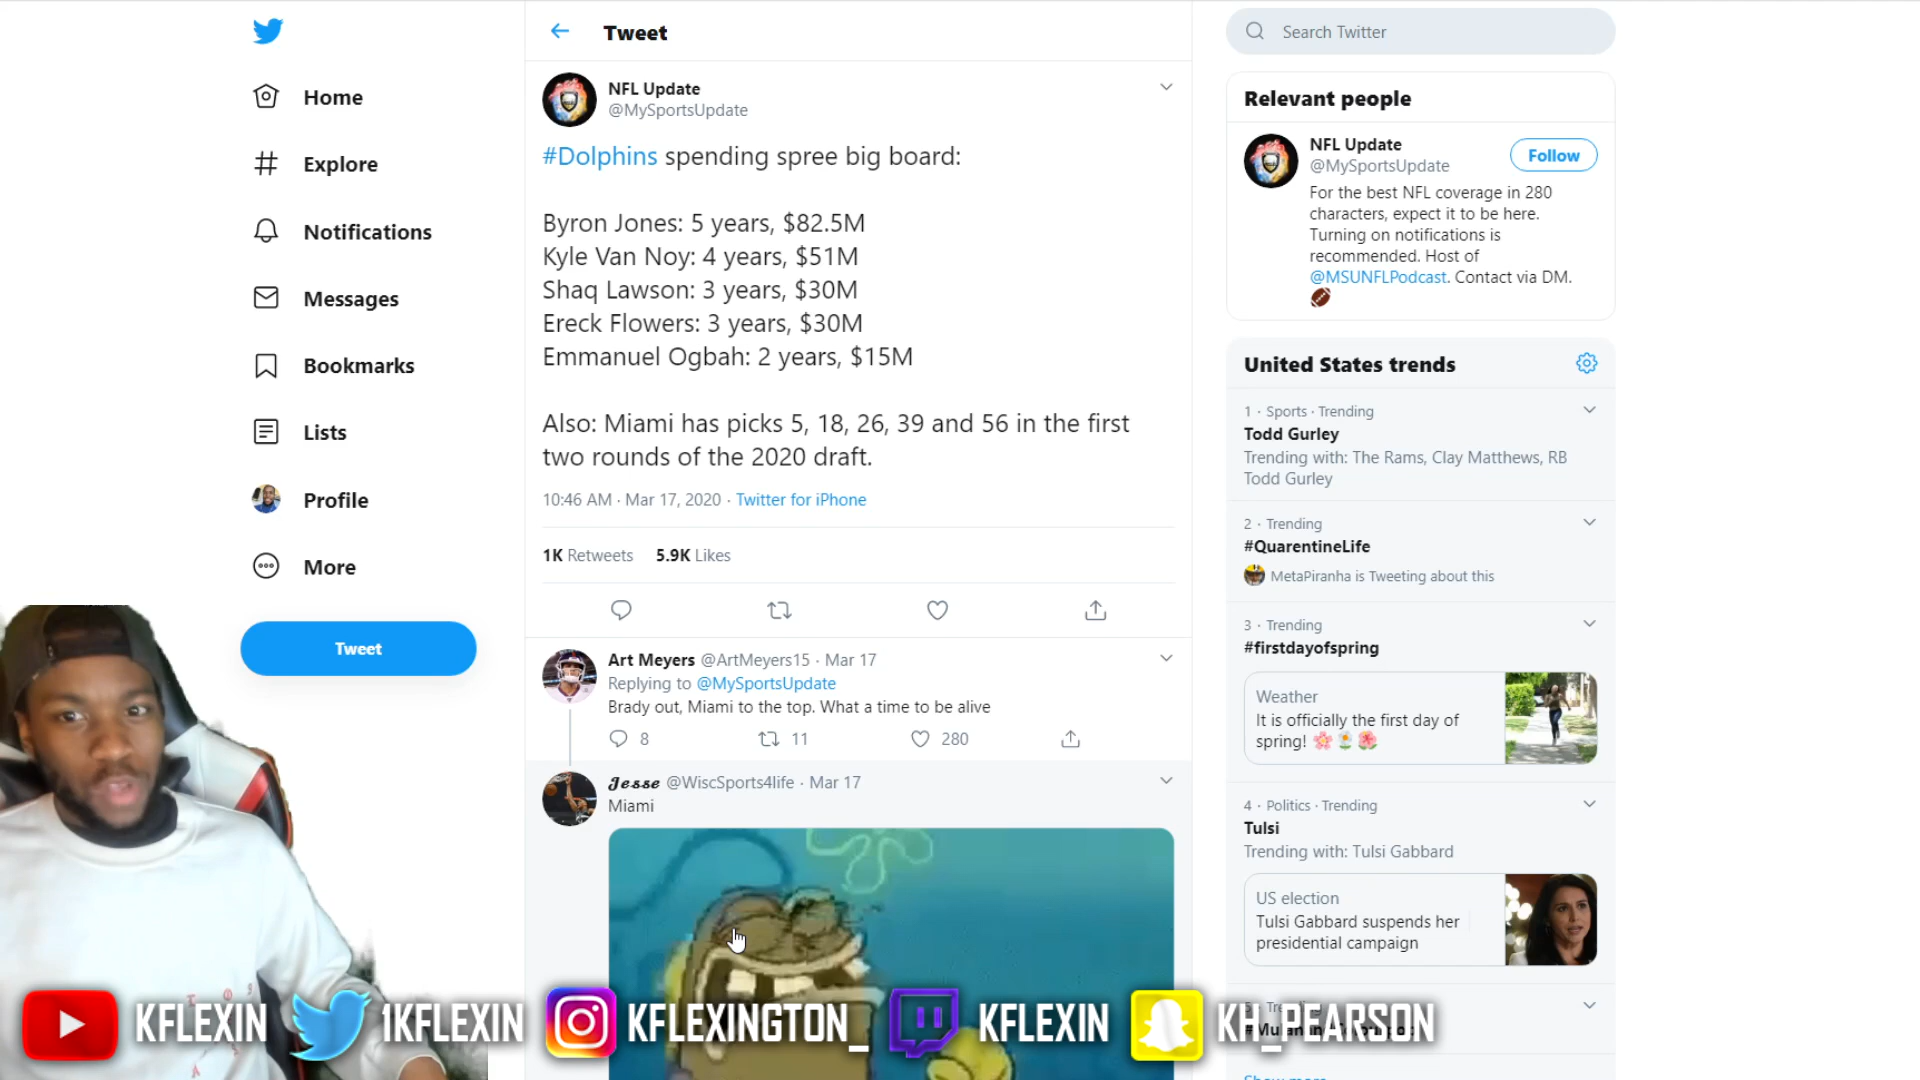 Home
Explore
Notifications
Messages
Bookmarks
Lists
Profile
More
Tweet
Tweet
NFL Update
@MySportsUpdate
#Dolphins spending spree big board:
Byron Jones: 5 years, $82.5M
Kyle Van Noy: 4 years, $51M
Shaq Lawson: 3 years, $30M
Ereck Flowers: 3 years, $30M
Emmanuel Ogbah: 2 years, $15M
Also: Miami has picks 5, 18, 26, 39 and 56 in the first
two rounds of the 2020 draft.
10:46 AM · Mar 17, 2020 · Twitter for iPhone
1K Retweets 5.9K Likes
Art Meyers @ArtMeyers15 · Mar 17
Replying to @MySportsUpdate
Brady out, Miami to the top. What a time to be alive
8 11 280
Jesse @WiscSports4life · Mar 17
Miami
Search Twitter
Relevant people
NFL Update
@MySportsUpdate
Follow
For the best NFL coverage in 280
characters, expect it to be here.
Turning on notifications is
recommended. Host of
@MSUNFLPodcast. Contact via DM.
🏈
United States trends
1 · Sports · Trending
Todd Gurley
Trending with: The Rams, Clay Matthews, RB
Todd Gurley
2 · Trending
#QuarentineLife
MetaPiranha is Tweeting about this
3 · Trending
#firstdayofspring
Weather
It is officially the first day of
spring! 🌸🌼🌺
4 · Politics · Trending
Tulsi
Trending with: Tulsi Gabbard
US election
Tulsi Gabbard suspends her
presidential campaign
KFLEXIN 1KFLEXIN KFLEXINGTON_ KFLEXIN KH_PEARSON